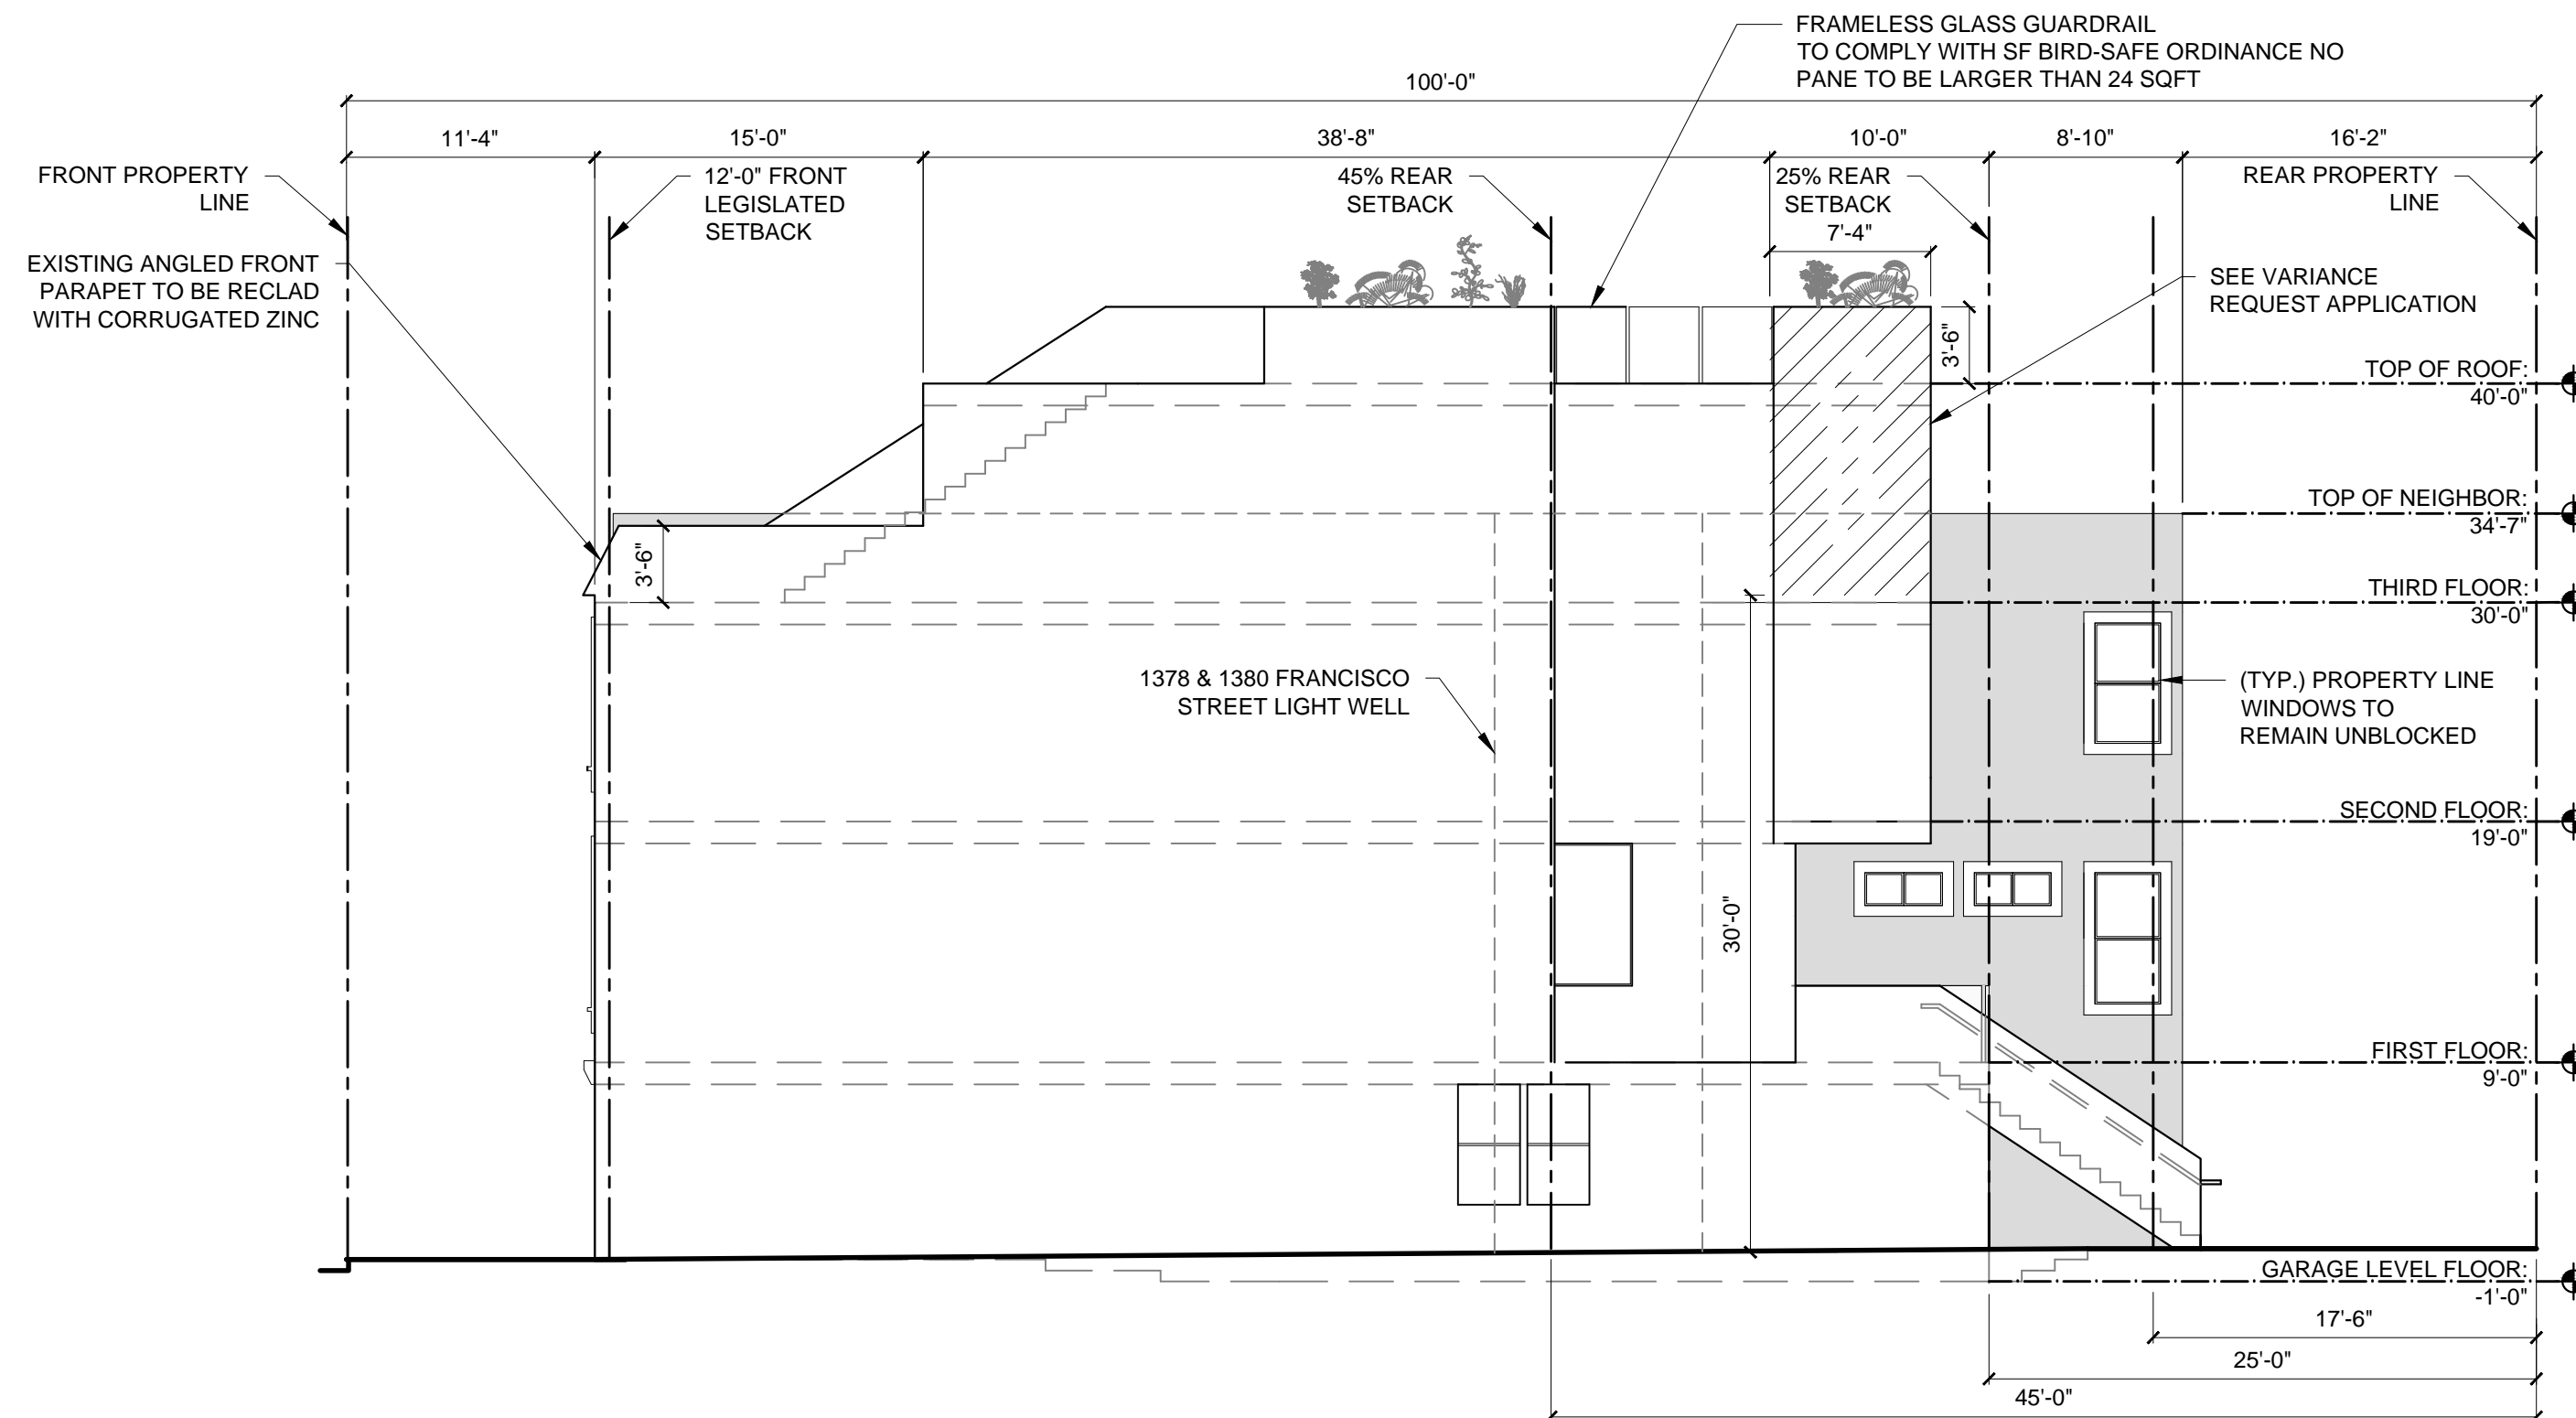 FRAMELESS GLASS GUARDRAIL
TO COMPLY WITH SF BIRD-SAFE ORDINANCE NO
PANE TO BE LARGER THAN 24 SQFT
100'-0"
11'-4"
15'-0"
38'-8"
10'-0"
8'-10"
16'-2"
FRONT PROPERTY
LINE
12'-0" FRONT
LEGISLATED
SETBACK
45% REAR
SETBACK
25% REAR
SETBACK
7'-4"
REAR PROPERTY
LINE
EXISTING ANGLED FRONT
PARAPET TO BE RECLAD
WITH CORRUGATED ZINC
SEE VARIANCE
REQUEST APPLICATION
3'-6"
TOP OF ROOF:
40'-0"
TOP OF NEIGHBOR:
34'-7"
3'-6"
THIRD FLOOR:
30'-0"
1378 & 1380 FRANCISCO
STREET LIGHT WELL
(TYP.) PROPERTY LINE
WINDOWS TO
REMAIN UNBLOCKED
SECOND FLOOR:
19'-0"
30'-0"
FIRST FLOOR:
9'-0"
GARAGE LEVEL FLOOR:
-1'-0"
17'-6"
25'-0"
45'-0"